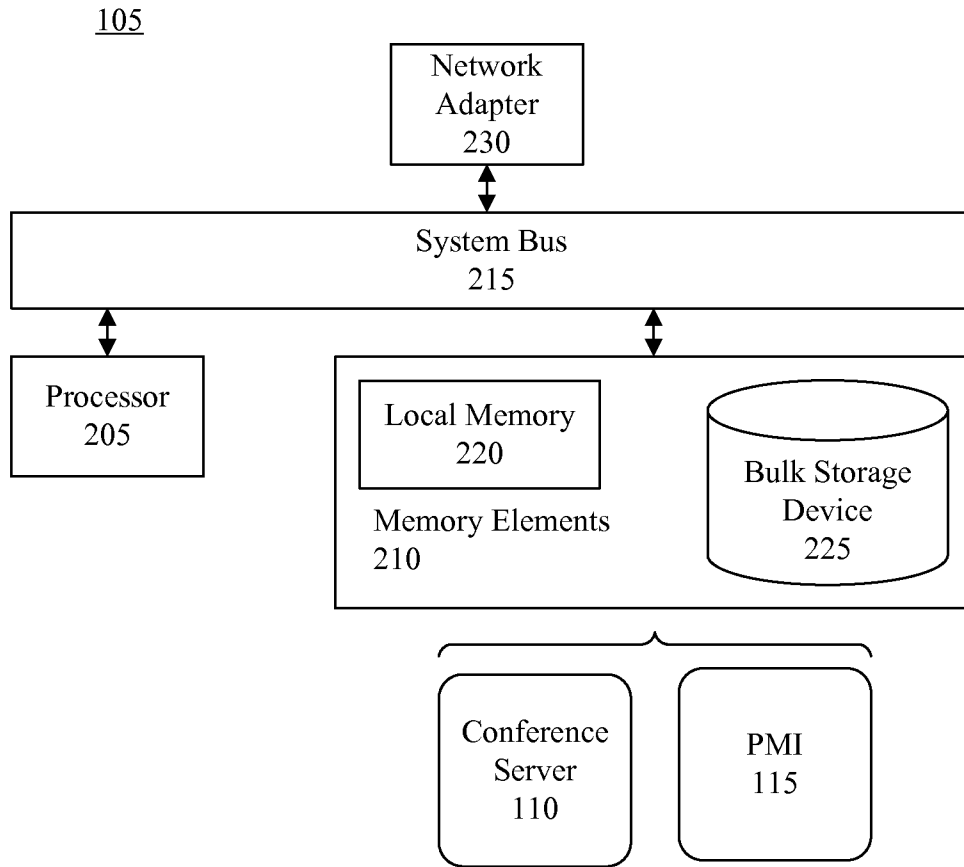 105
Network
Adapter
230
System Bus
215
Processor
205
Local Memory
220
Memory Elements
210
Bulk Storage
Device
225
Conference
Server
110
PMI
115